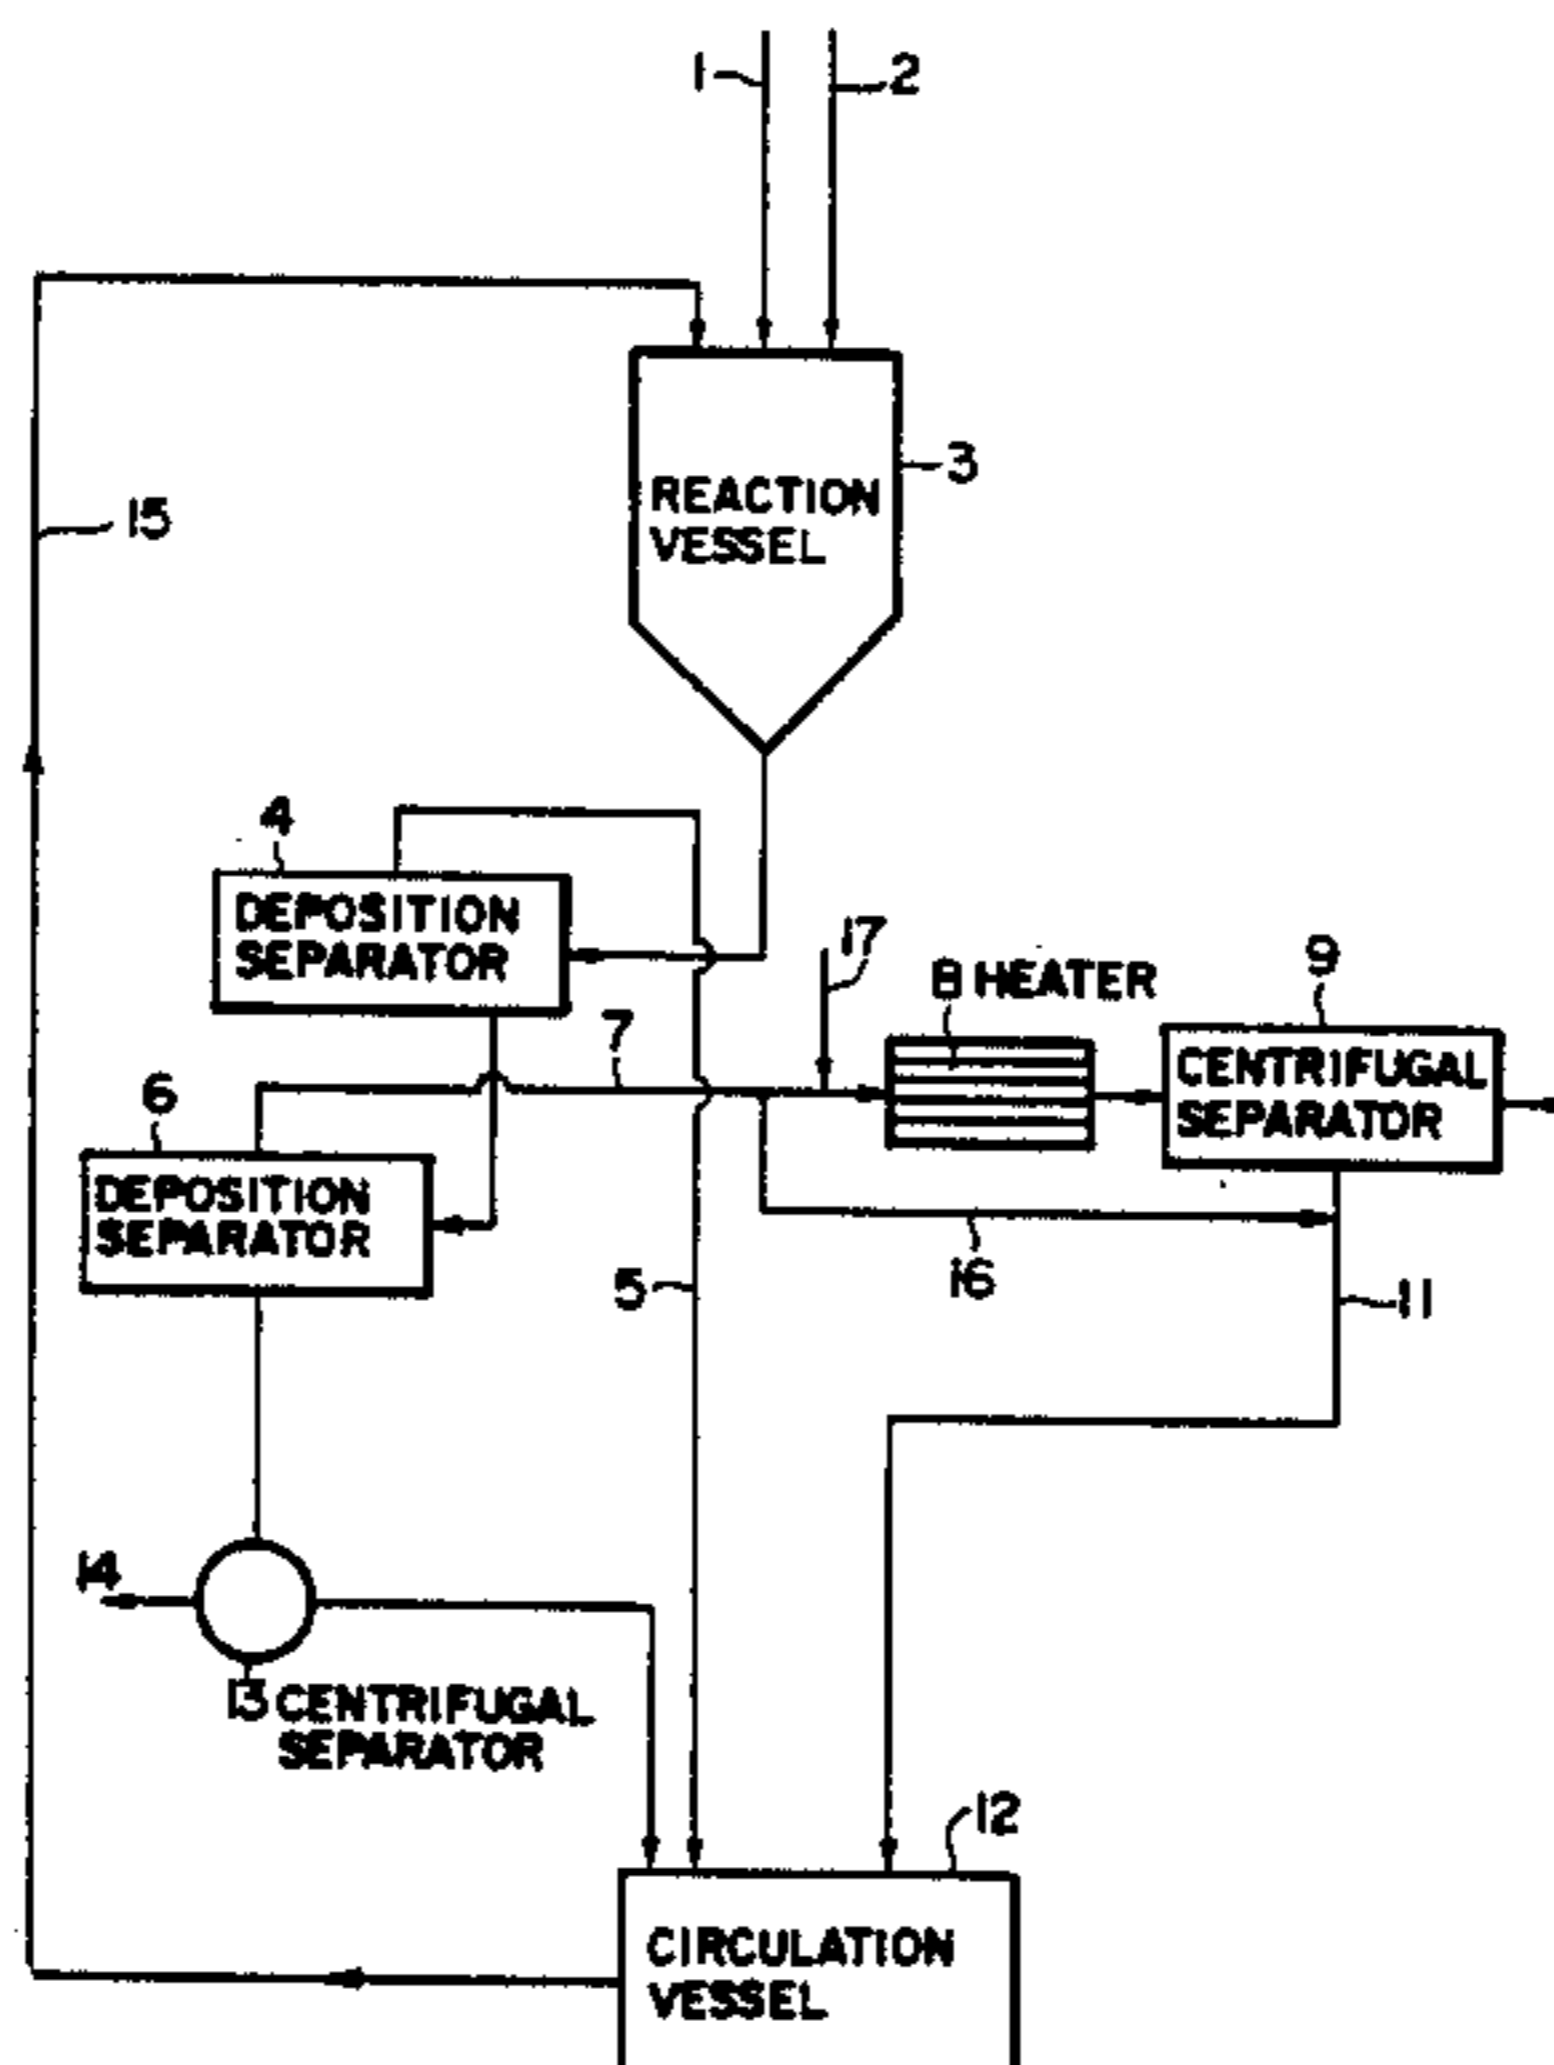 1
2
3
REACTION
VESSEL
15
4
DEPOSITION
SEPARATOR
17
8 HEATER
9
CENTRIFUGAL
SEPARATOR
7
6
DEPOSITION
SEPARATOR
5
16
11
14
13 CENTRIFUGAL
SEPARATOR
12
CIRCULATION
VESSEL